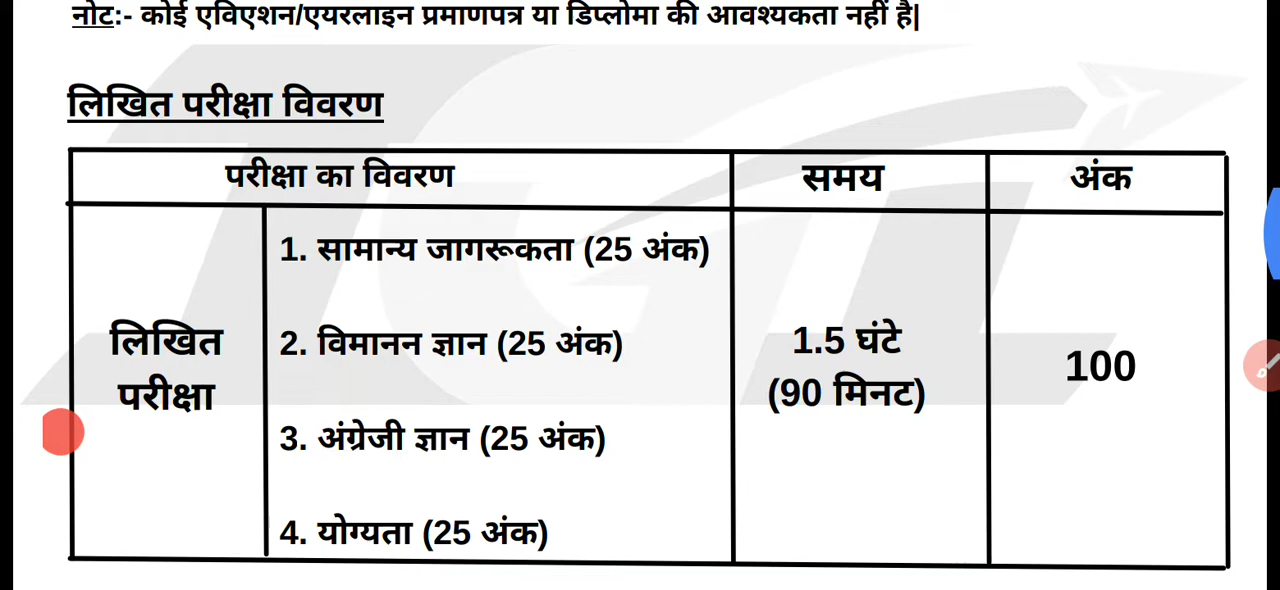 नोटः- कोई एविएशन/एयरलाइन प्रमाणपत्र या डिप्लोमा की आवश्यकता नहीं है|
लिखित परीक्षा विवरण
परीक्षा का विवरण समय अंक
लिखित परीक्षा
1. सामान्य जागरूकता (25 अंक)
2. विमानन ज्ञान (25 अंक)
3. अंग्रेजी ज्ञान (25 अंक)
4. योग्यता (25 अंक)
1.5 घंटे
(90 मिनट)
100
IGL